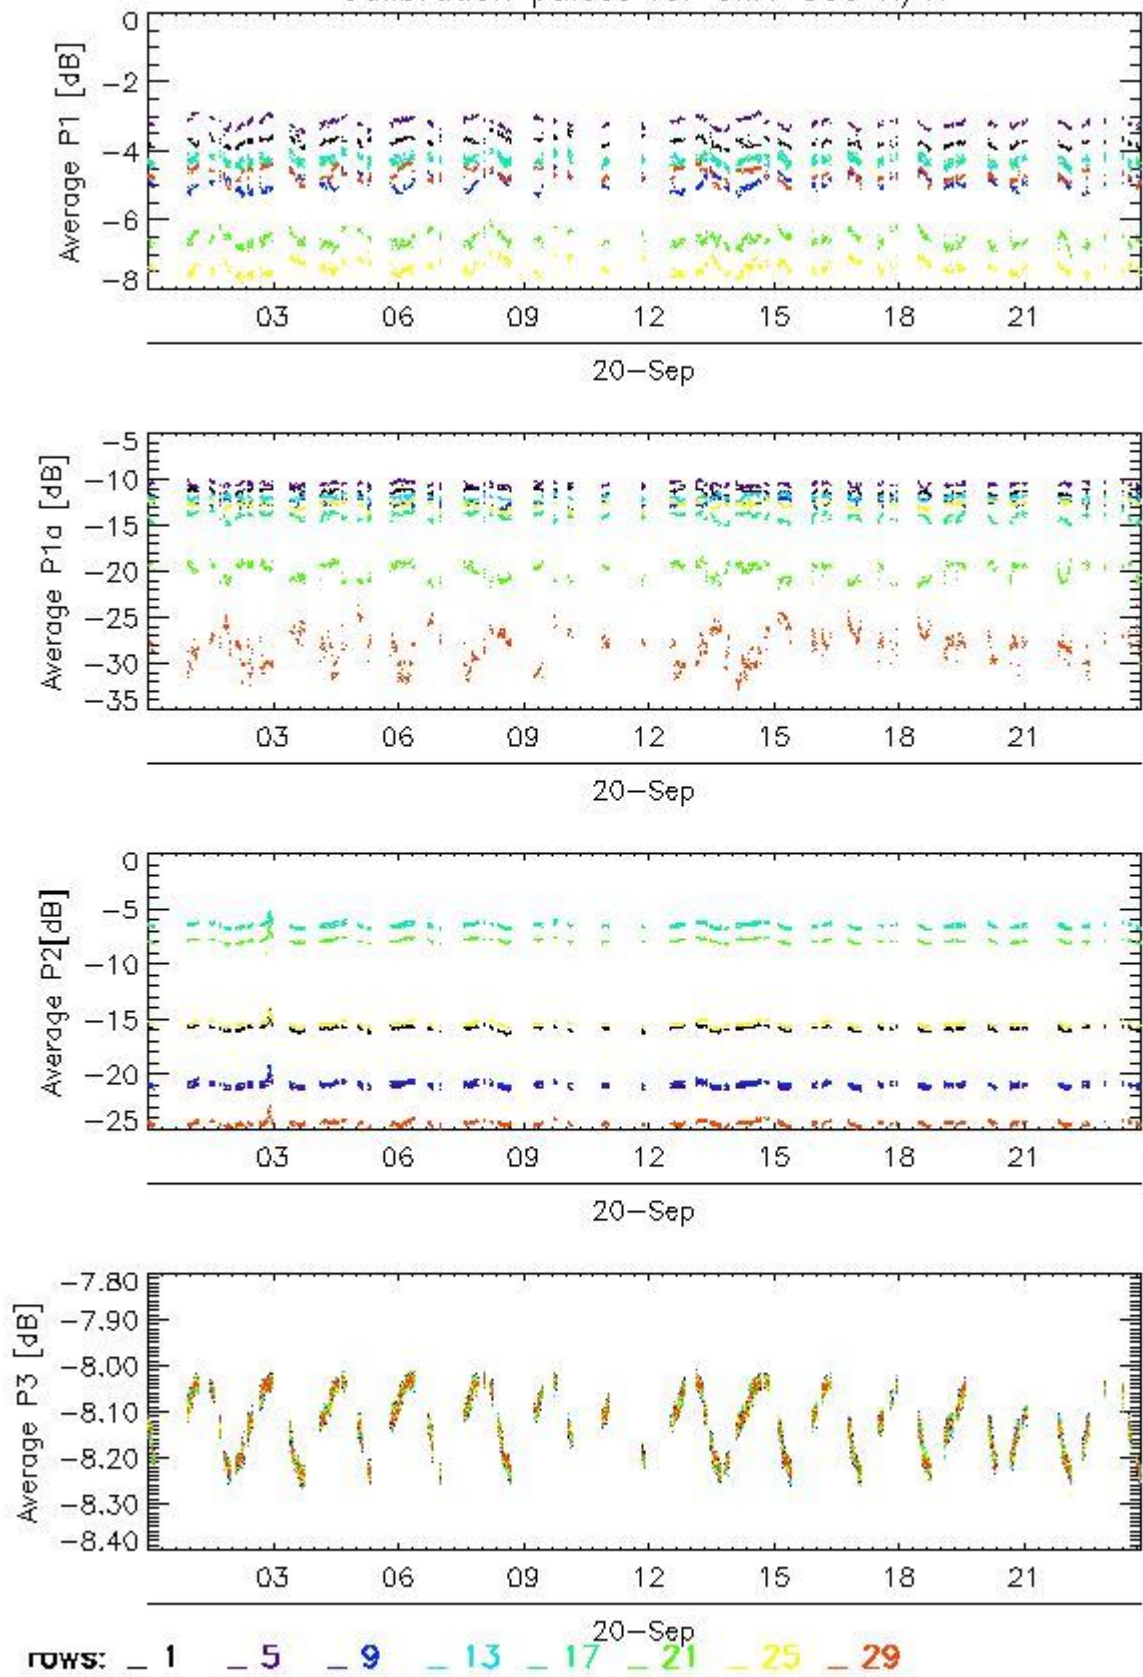 Average P1 [dB]
0
-2
-4
-6
-8
03 06 09 12 15 18 21
20-Sep
Average P1a [dB]
-5
-10
-15
-20
-25
-30
-35
03 06 09 12 15 18 21
20-Sep
Average P2[dB]
0
-5
-10
-15
-20
-25
03 06 09 12 15 18 21
20-Sep
Average P3 [dB]
-7.80
-7.90
-8.00
-8.10
-8.20
-8.30
-8.40
03 06 09 12 15 18 21
20-Sep
rows: _ 1 _ 5 _ 9 _ 13 _ 17 _ 21 _ 25 _ 29